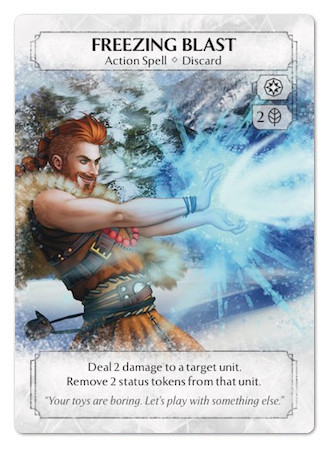 FREEZING BLAST
Action Spell ⋄ Discard
2
Deal 2 damage to a target unit.
Remove 2 status tokens from that unit.
"Your toys are boring. Let's play with something else."